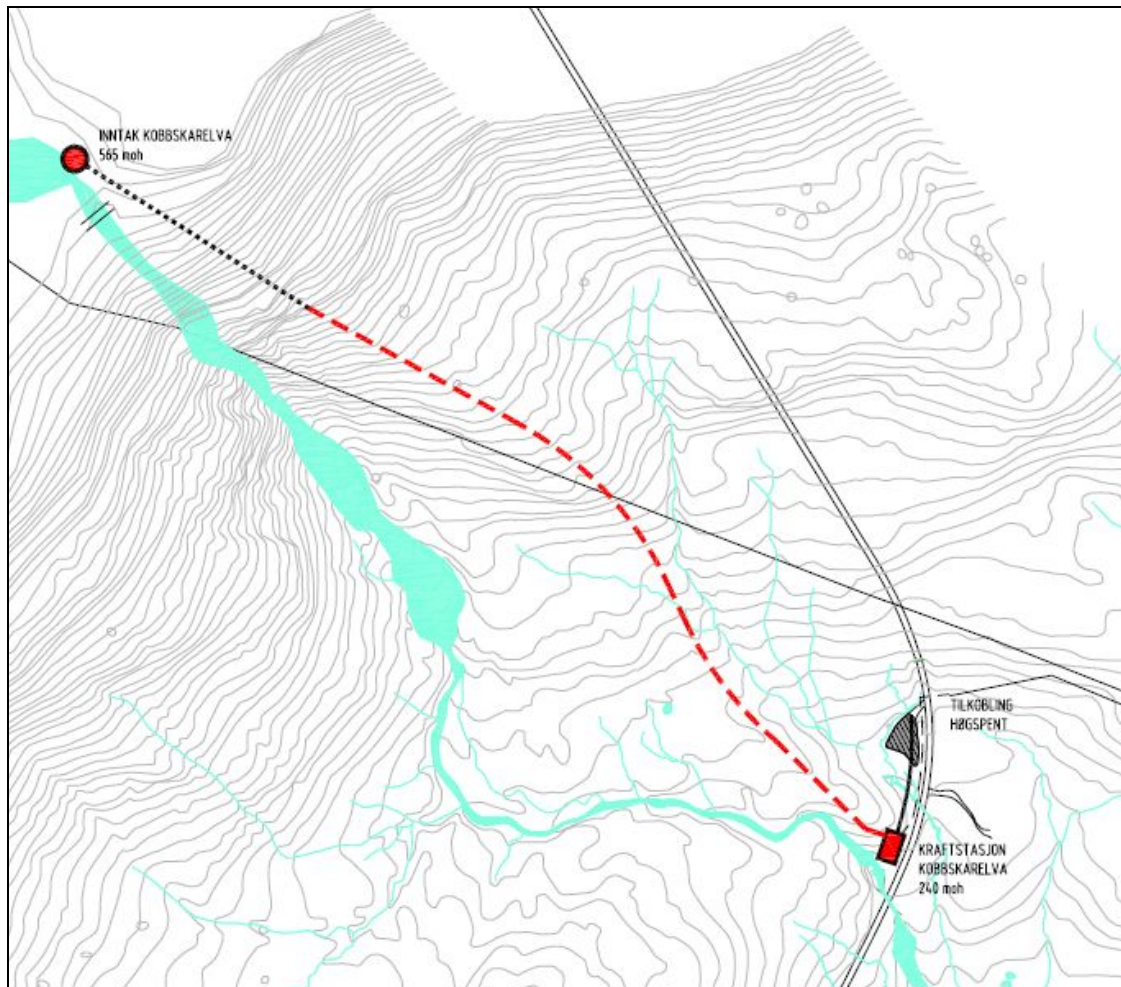 INNTAK KOBBSKARELVA
565 moh
TILKOBLING
HØGSPENT
KRAFTSTASJON
KOBBSKARELVA
240 moh